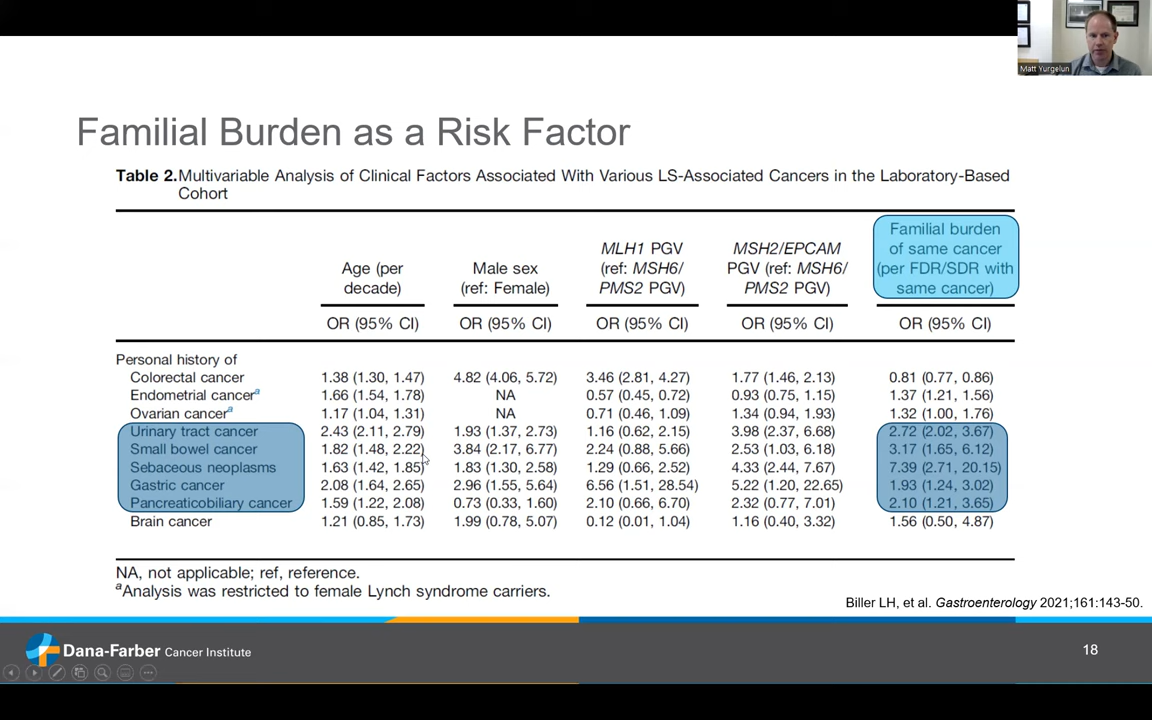 Matt Yurgelun
Familial Burden as a Risk Factor
Table 2. Multivariable Analysis of Clinical Factors Associated With Various LS-Associated Cancers in the Laboratory-Based
Cohort
Age (per decade) Male sex (ref: Female) MLH1 PGV (ref: MSH6/ PMS2 PGV) MSH2/EPCAM PGV (ref: MSH6/ PMS2 PGV) Familial burden of same cancer (per FDR/SDR with same cancer)
OR (95% CI) OR (95% CI) OR (95% CI) OR (95% CI) OR (95% CI)
Personal history of
Colorectal cancer 1.38 (1.30, 1.47) 4.82 (4.06, 5.72) 3.46 (2.81, 4.27) 1.77 (1.46, 2.13) 0.81 (0.77, 0.86)
Endometrial cancera 1.66 (1.54, 1.78) NA 0.57 (0.45, 0.72) 0.93 (0.75, 1.15) 1.37 (1.21, 1.56)
Ovarian cancera 1.17 (1.04, 1.31) NA 0.71 (0.46, 1.09) 1.34 (0.94, 1.93) 1.32 (1.00, 1.76)
Urinary tract cancer 2.43 (2.11, 2.79) 1.93 (1.37, 2.73) 1.16 (0.62, 2.15) 3.98 (2.37, 6.68) 2.72 (2.02, 3.67)
Small bowel cancer 1.82 (1.48, 2.22) 3.84 (2.17, 6.77) 2.24 (0.88, 5.66) 2.53 (1.03, 6.18) 3.17 (1.65, 6.12)
Sebaceous neoplasms 1.63 (1.42, 1.85) 1.83 (1.30, 2.58) 1.29 (0.66, 2.52) 4.33 (2.44, 7.67) 7.39 (2.71, 20.15)
Gastric cancer 2.08 (1.64, 2.65) 2.96 (1.55, 5.64) 6.56 (1.51, 28.54) 5.22 (1.20, 22.65) 1.93 (1.24, 3.02)
Pancreaticobiliary cancer 1.59 (1.22, 2.08) 0.73 (0.33, 1.60) 2.10 (0.66, 6.70) 2.32 (0.77, 7.01) 2.10 (1.21, 3.65)
Brain cancer 1.21 (0.85, 1.73) 1.99 (0.78, 5.07) 0.12 (0.01, 1.04) 1.16 (0.40, 3.32) 1.56 (0.50, 4.87)
NA, not applicable; ref, reference.
aAnalysis was restricted to female Lynch syndrome carriers.
Biller LH, et al. Gastroenterology 2021;161:143-50.
Dana-Farber Cancer Institute
18